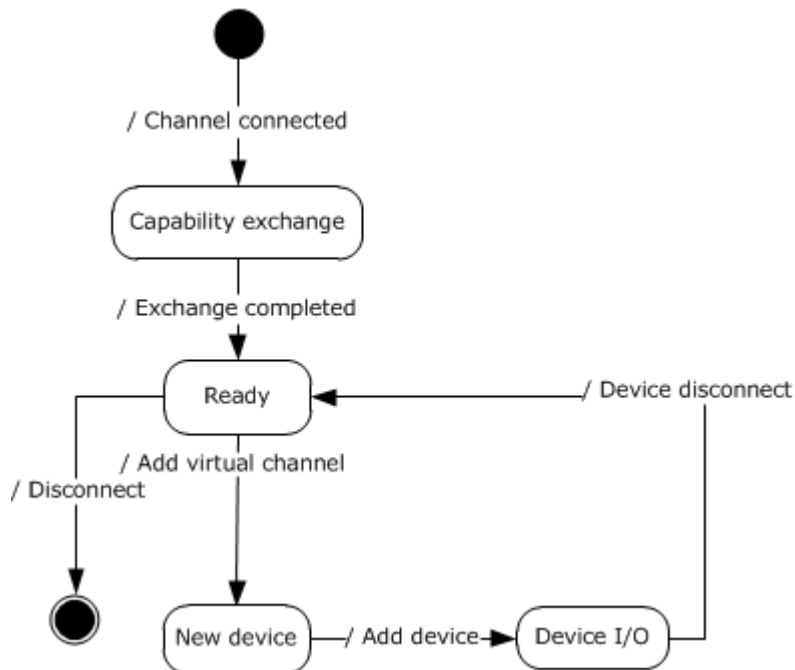 / Channel connected
Capability exchange
/ Exchange completed
Ready
/ Device disconnect
/ Add virtual channel
/ Disconnect
New device
/ Add device
Device I/O